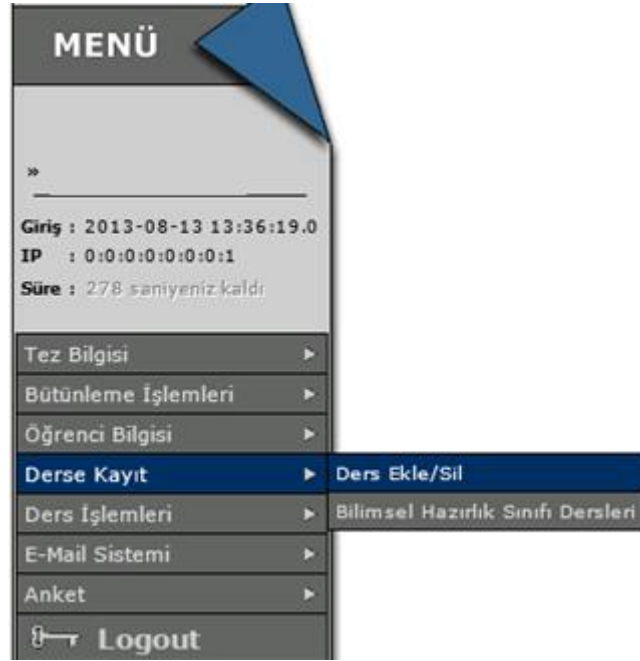 MENÜ
»
Giriş : 2013-08-13 13:36:19.0
IP : 0:0:0:0:0:0:0:1
Süre : 278 saniyeniz kaldı
Tez Bilgisi
Bütünleme İşlemleri
Öğrenci Bilgisi
Derse Kayıt
Ders Ekle/Sil
Ders İşlemleri
Bilimsel Hazırlık Sınıfı Dersleri
E-Mail Sistemi
Anket
Logout